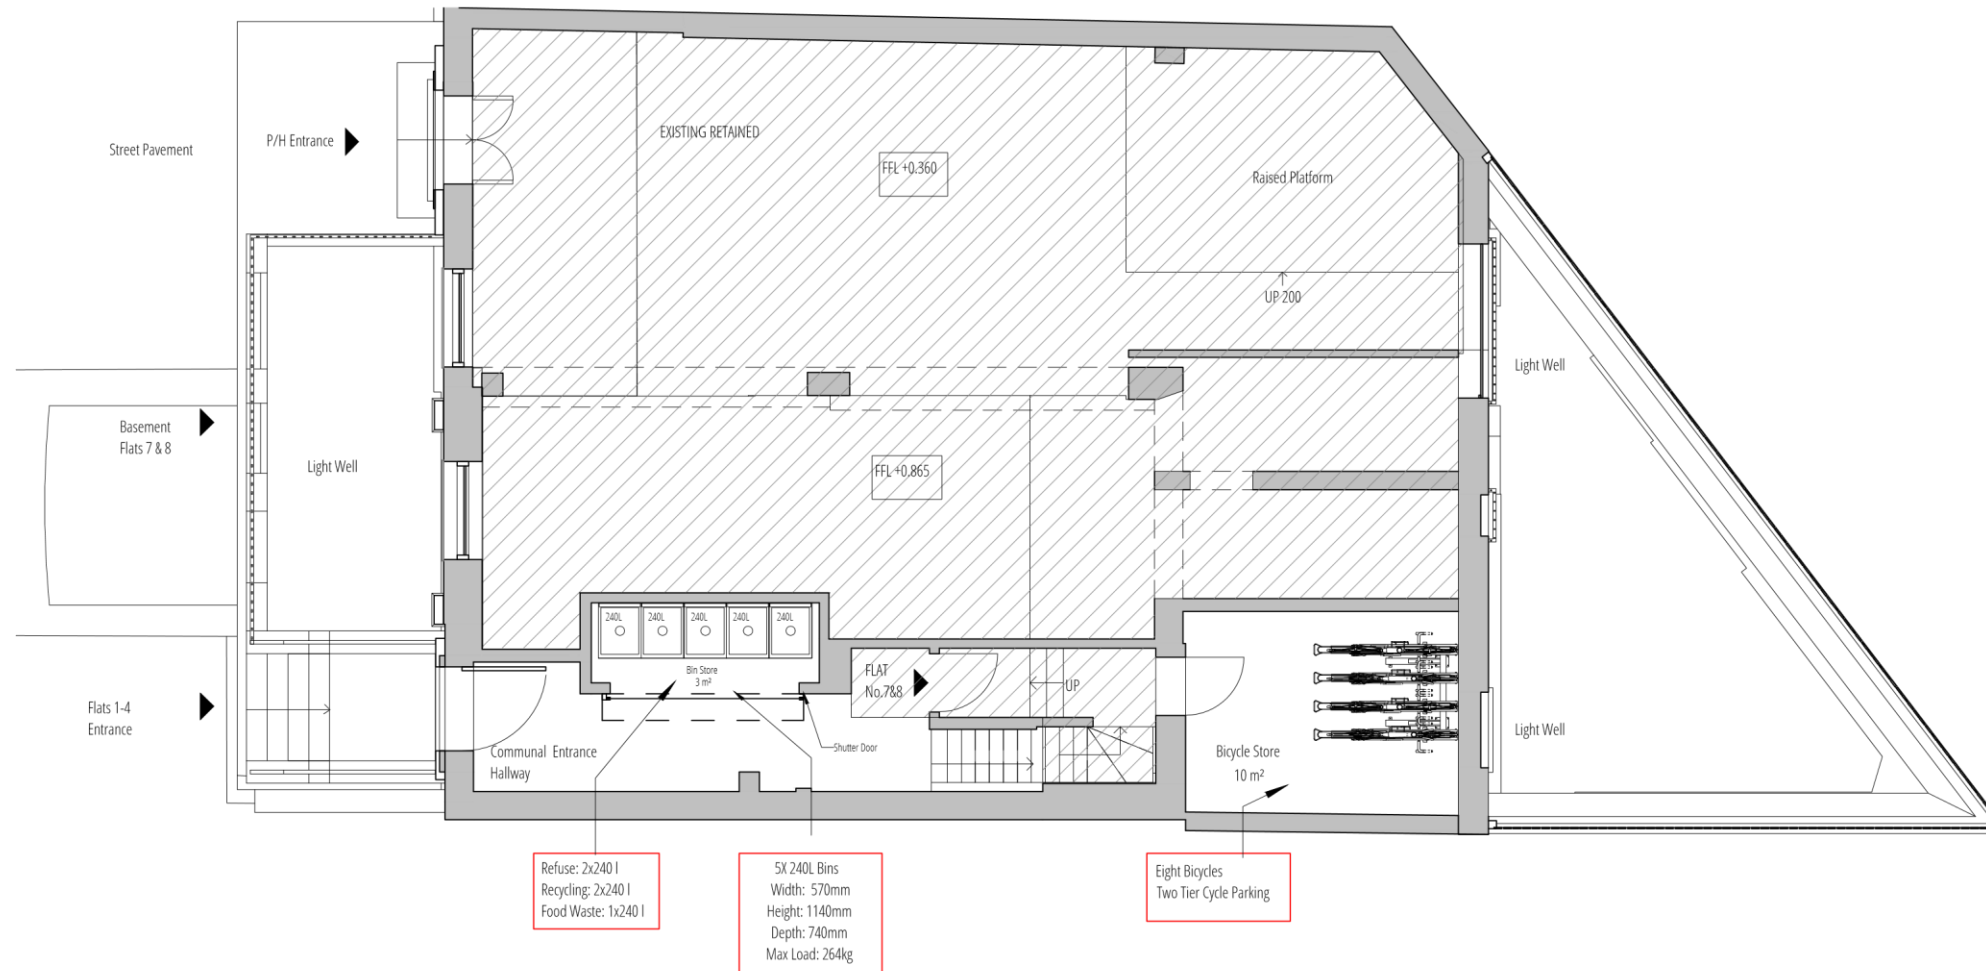 Street Pavement
P/H Entrance
EXISTING RETAINED
FFL +0.360
Raised Platform
UP 200
Light Well
Basement
Flats 7 & 8
Light Well
FFL +0.865
240L
240L
240L
240L
240L
Bin Store
3 m²
FLAT
No.7&8
UP
Flats 1-4
Entrance
Communal Entrance
Hallway
Shutter Door
Bicycle Store
10 m²
Light Well
Refuse: 2x240 l
Recycling: 2x240 l
Food Waste: 1x240 l
5X 240L Bins
Width: 570mm
Height: 1140mm
Depth: 740mm
Max Load: 264kg
Eight Bicycles
Two Tier Cycle Parking